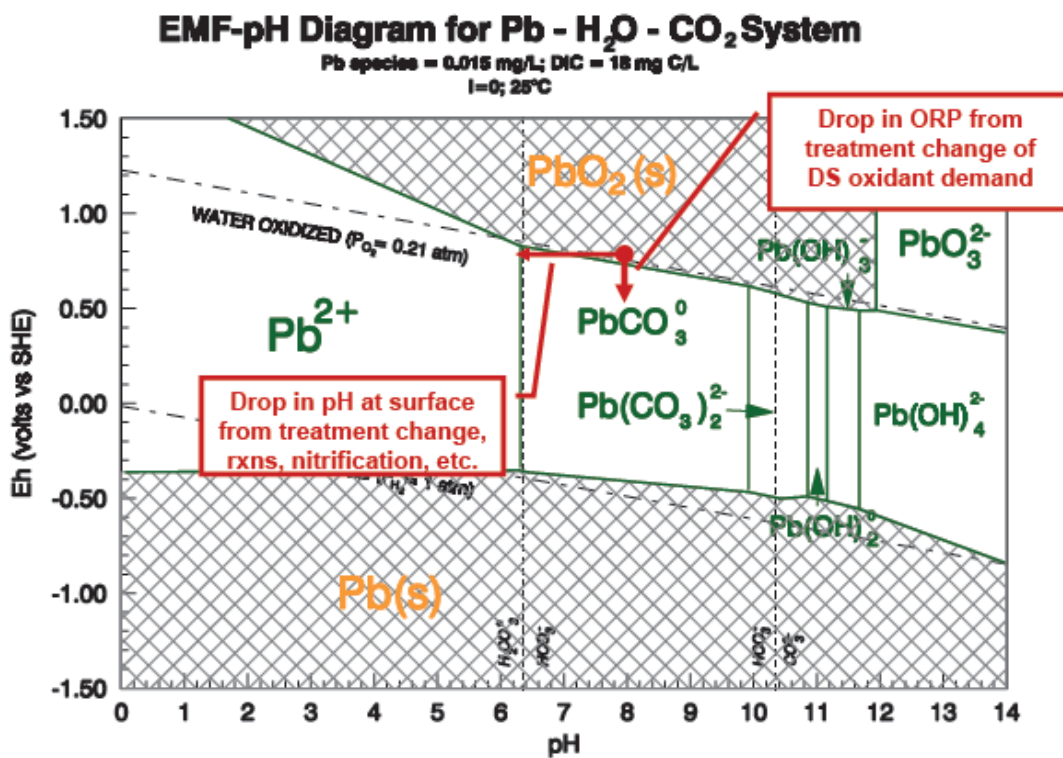 EMF-pH Diagram for Pb - H₂O - CO₂ System
Pb species = 0.015 mg/L; DIC = 18 mg C/L
I=0; 25°C
Drop in ORP from
treatment change of
DS oxidant demand
PbO₂ (s)
WATER OXIDIZED (P_O₂ = 0.21 atm)
Pb(OH)₃⁻
PbO₃²⁻
Pb²⁺
PbCO₃⁰
Drop in pH at surface
from treatment change,
rxns, nitrification, etc.
Pb(CO₃)₂²⁻
Pb(OH)₄²⁻
H₂ = 1 atm)
Pb(OH)₂⁰
Pb(s)
H₂CO₃*
HCO₃⁻
HCO₃⁻
CO₃²⁻
Eh (volts vs SHE)
1.50
1.00
0.50
0.00
-0.50
-1.00
-1.50
0 1 2 3 4 5 6 7 8 9 10 11 12 13 14
pH